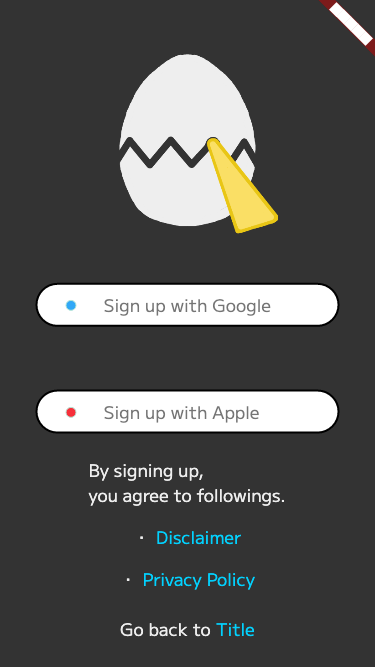 Sign up with Google
Sign up with Apple
By signing up,
you agree to followings.
・ Disclaimer
・ Privacy Policy
Go back to Title